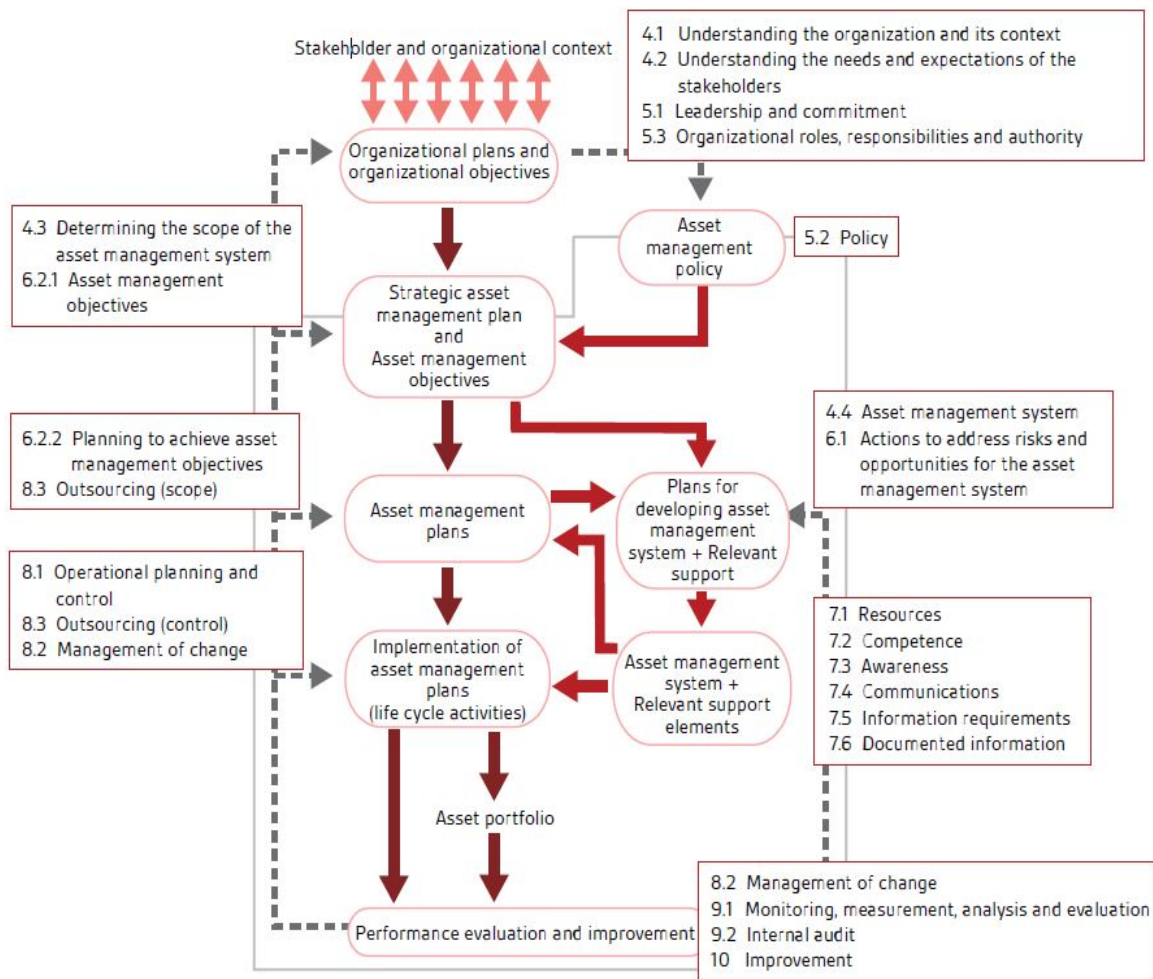 Stakeholder and organizational context
4.1 Understanding the organization and its context
4.2 Understanding the needs and expectations of the
stakeholders
5.1 Leadership and commitment
5.3 Organizational roles, responsibilities and authority
Organizational plans and
organizational objectives
4.3 Determining the scope of the
asset management system
6.2.1 Asset management
objectives
Asset
management
policy
5.2 Policy
Strategic asset
management plan
and
Asset management
objectives
6.2.2 Planning to achieve asset
management objectives
8.3 Outsourcing (scope)
4.4 Asset management system
6.1 Actions to address risks and
opportunities for the asset
management system
Asset management
plans
Plans for
developing asset
management
system + Relevant
support
8.1 Operational planning and
control
8.3 Outsourcing (control)
8.2 Management of change
Implementation of
asset management
plans
(life cycle activities)
Asset management
system +
Relevant support
elements
7.1 Resources
7.2 Competence
7.3 Awareness
7.4 Communications
7.5 Information requirements
7.6 Documented information
Asset portfolio
Performance evaluation and improvement
8.2 Management of change
9.1 Monitoring, measurement, analysis and evaluation
9.2 Internal audit
10 Improvement